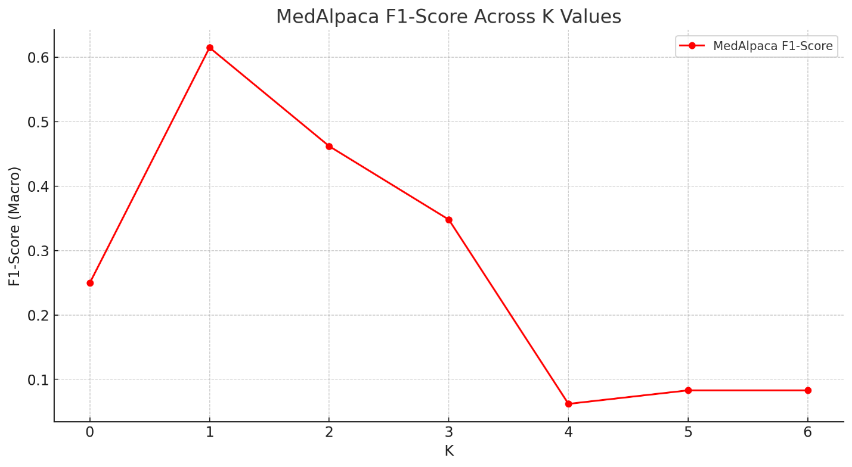 MedAlpaca F1-Score Across K Values
MedAlpaca F1-Score
F1-Score (Macro)
0.6
0.5
0.4
0.3
0.2
0.1
0 1 2 3 4 5 6
K